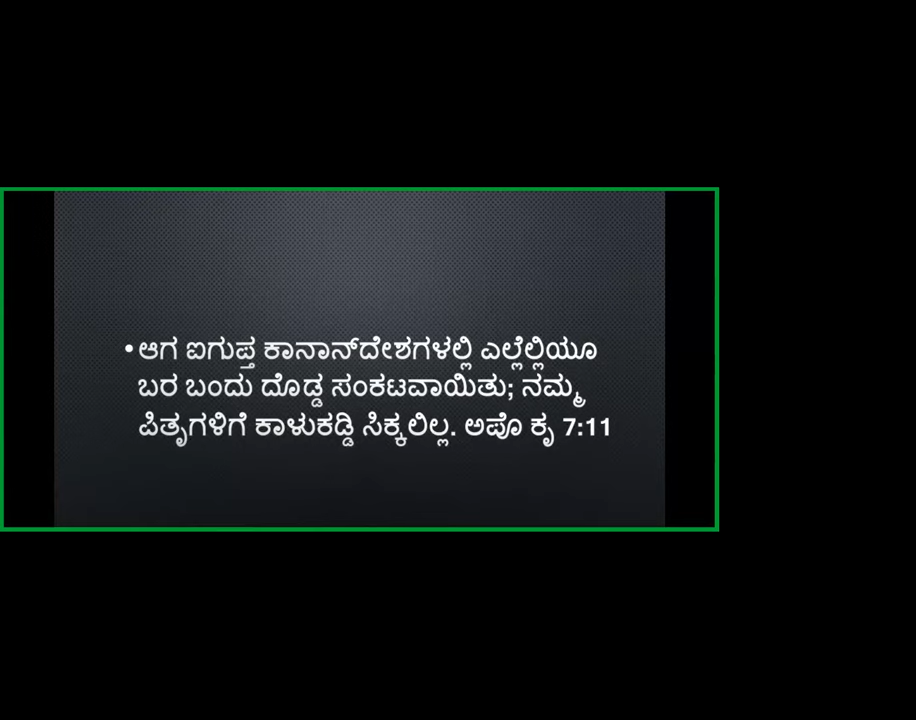 • ಆಗ ಐಗುಪ್ತ ಕಾನಾನ್‌ದೇಶಗಳಲ್ಲಿ ಎಲ್ಲೆಲ್ಲಿಯೂ
ಬರ ಬಂದು ದೊಡ್ಡ ಸಂಕಟವಾಯಿತು; ನಮ್ಮ
ಪಿತೃಗಳಿಗೆ ಕಾಳುಕಡ್ಡಿ ಸಿಕ್ಕಲಿಲ್ಲ. ಅಪೊ ಕೃ 7:11